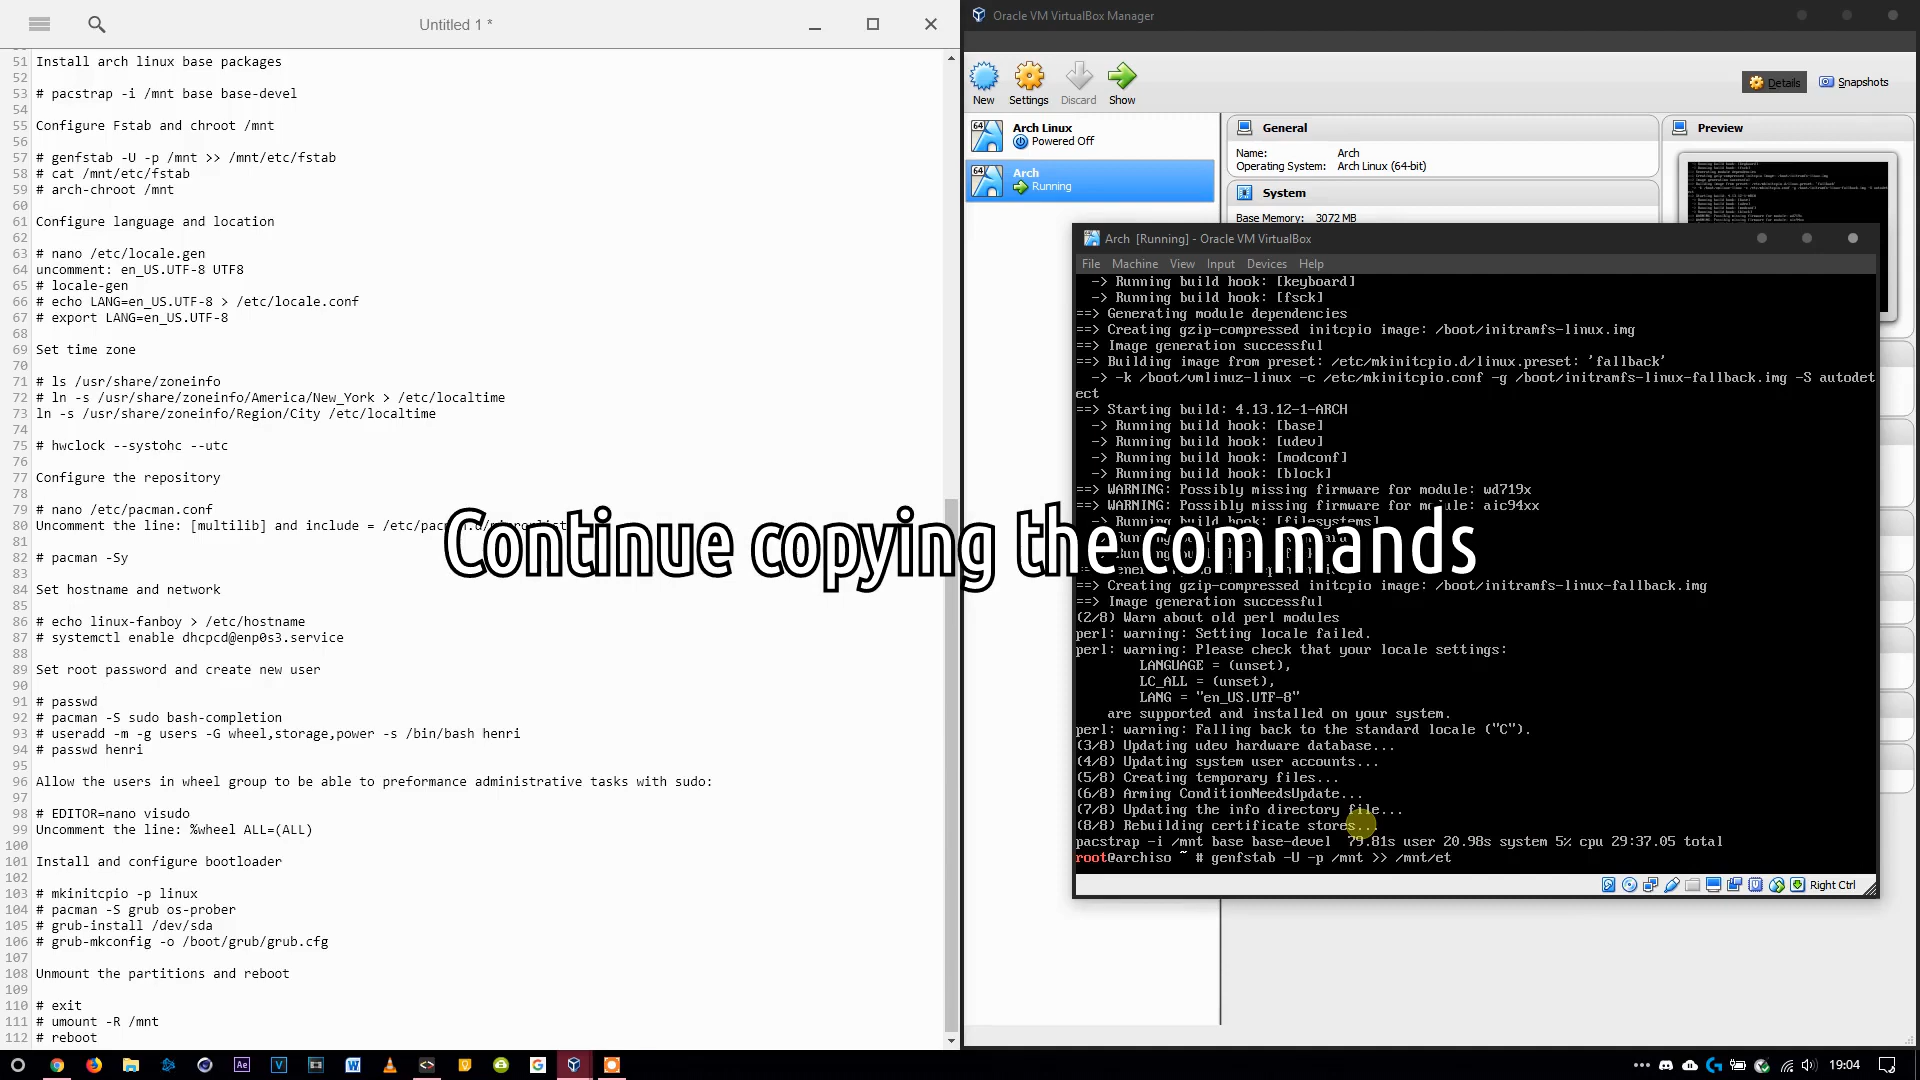 Untitled 1 *
51 Install arch linux base packages
52
53 # pacstrap -i /mnt base base-devel
54
55 Configure Fstab and chroot /mnt
56
57 # genfstab -U -p /mnt >> /mnt/etc/fstab
58 # cat /mnt/etc/fstab
59 # arch-chroot /mnt
60
61 Configure language and location
62
63 # nano /etc/locale.gen
64 uncomment: en_US.UTF-8 UTF8
65 # locale-gen
66 # echo LANG=en_US.UTF-8 > /etc/locale.conf
67 # export LANG=en_US.UTF-8
68
69 Set time zone
70
71 # ls /usr/share/zoneinfo
72 # ln -s /usr/share/zoneinfo/America/New_York > /etc/localtime
73 ln -s /usr/share/zoneinfo/Region/City /etc/localtime
74
75 # hwclock --systohc --utc
76
77 Configure the repository
78
79 # nano /etc/pacman.conf
80 Uncomment the line: [multilib] and include =
81
82 # pacman -Sy
83
84 Set hostname and network
85
86 # echo linux-fanboy > /etc/hostname
87 # systemctl enable dhcpcd@enp0s3.service
88
89 Set root password and create new user
90
91 # passwd
92 # pacman -S sudo bash-completion
93 # useradd -m -g users -G wheel,storage,power -s /bin/bash henri
94 # passwd henri
95
96 Allow the users in wheel group to be able to preformance administrative tasks with sudo:
97
98 # EDITOR=nano visudo
99 Uncomment the line: %wheel ALL=(ALL)
100
101 Install and configure bootloader
102
103 # mkinitcpio -p linux
104 # pacman -S grub os-prober
105 # grub-install /dev/sda
106 # grub-mkconfig -o /boot/grub/grub.cfg
107
108 Unmount the partitions and reboot
109
110 # exit
111 # umount -R /mnt
112 # reboot
Continue copying the commands
Oracle VM VirtualBox Manager
New Settings Discard Show
Details Snapshots
64 Arch Linux
Powered Off
64 Arch
Running
General
Name: Arch
Operating System: Arch Linux (64-bit)
System
Base Memory: 3072 MB
Preview
Arch [Running] - Oracle VM VirtualBox
File Machine View Input Devices Help
-> Running build hook: [keyboard]
-> Running build hook: [fsck]
==> Generating module dependencies
==> Creating gzip-compressed initcpio image: /boot/initramfs-linux.img
==> Image generation successful
==> Building image from preset: /etc/mkinitcpio.d/linux.preset: 'fallback'
-> -k /boot/vmlinuz-linux -c /etc/mkinitcpio.conf -g /boot/initramfs-linux-fallback.img -S autodet
ect
==> Starting build: 4.13.12-1-ARCH
-> Running build hook: [base]
-> Running build hook: [udev]
-> Running build hook: [modconf]
-> Running build hook: [block]
==> WARNING: Possibly missing firmware for module: wd719x
==> WARNING: Possibly missing firmware for module: aic94xx
-> Running build hook: [filesystems]
==> Creating gzip-compressed initcpio image: /boot/initramfs-linux-fallback.img
==> Image generation successful
(2/8) Warn about old perl modules
perl: warning: Setting locale failed.
perl: warning: Please check that your locale settings:
LANGUAGE = (unset),
LC_ALL = (unset),
LANG = "en_US.UTF-8"
are supported and installed on your system.
perl: warning: Falling back to the standard locale ("C").
(3/8) Updating udev hardware database...
(4/8) Updating system user accounts...
(5/8) Creating temporary files...
(6/8) Arming ConditionNeedsUpdate...
(7/8) Updating the info directory file...
(8/8) Rebuilding certificate stores...
pacstrap -i /mnt base base-devel 79.81s user 20.98s system 5% cpu 29:37.05 total
root@archiso ~ # genfstab -U -p /mnt >> /mnt/et
Right Ctrl
19:04